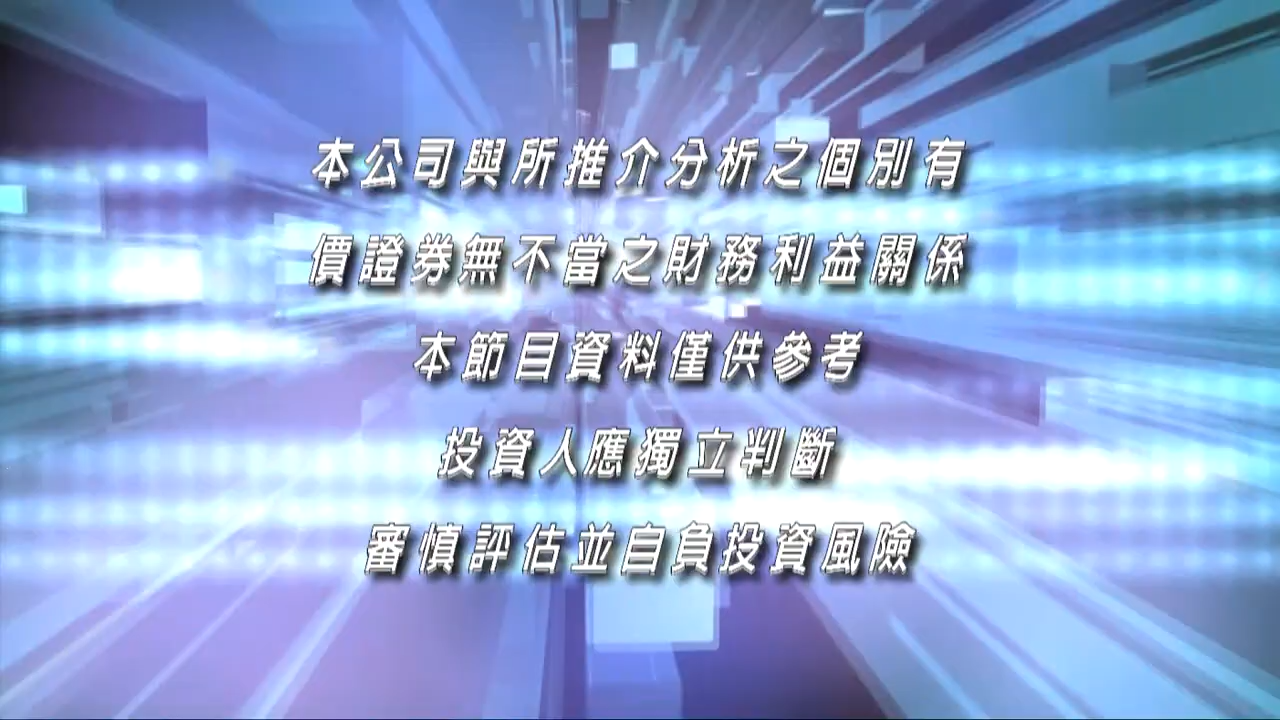 本公司與所推介分析之個別有
價證券無不當之財務利益關係
本節目資料僅供參考
投資人應獨立判斷
審慎評估並自負投資風險